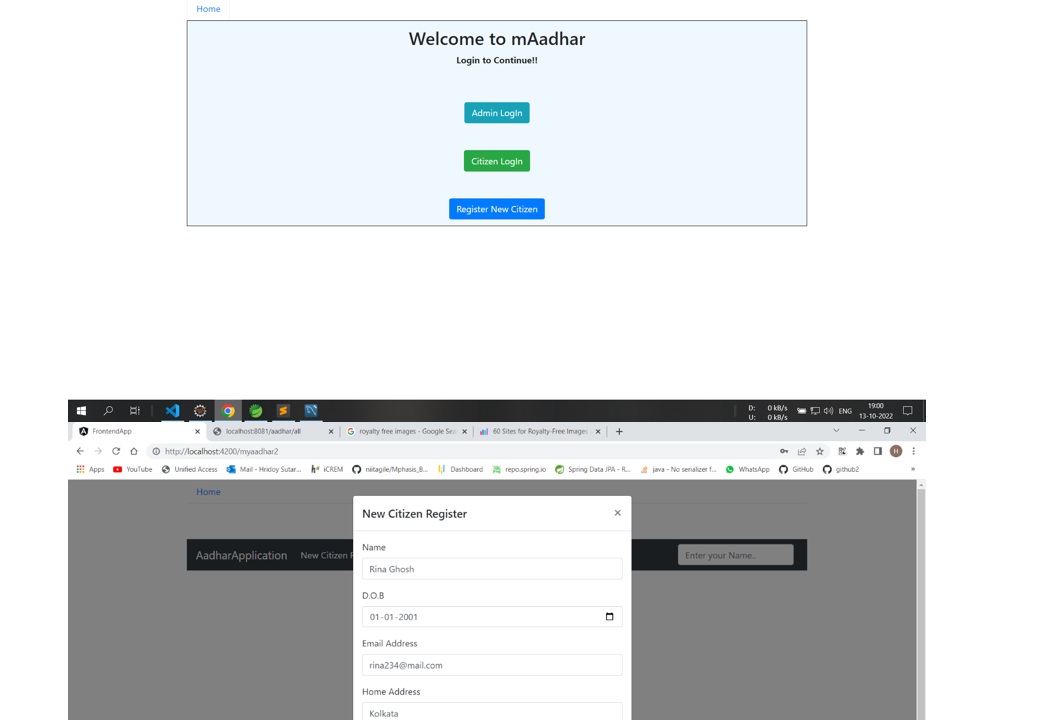 Home
Welcome to mAadhar
Login to Continue!!
Admin LogIn
Citizen LogIn
Register New Citizen
D: 0 kB/s
U: 0 kB/s
ENG
19:00
13-10-2022
FrontendApp
localhost:8081/aadhar/all
royalty free images - Google Sear
60 Sites for Royalty-Free Images
http://localhost:4200/myaadhar2
H
Apps
YouTube
Unified Access
Mail - Hridoy Sutar...
iCREM
niitagile/Mphasis_B...
Dashboard
repo.spring.io
Spring Data JPA - R...
java - No serializer f...
WhatsApp
GitHub
github2
»
Home
New Citizen Register
×
AadharApplication
New Citizen R
Enter your Name..
Name
Rina Ghosh
D.O.B
01-01-2001
Email Address
rina234@mail.com
Home Address
Kolkata